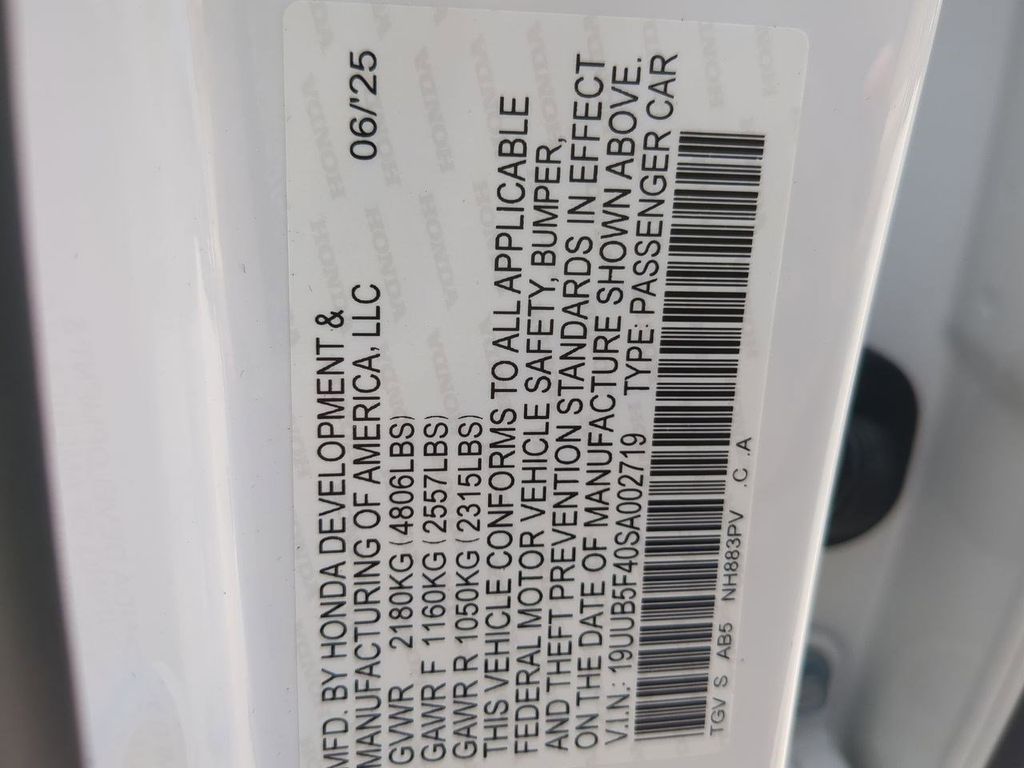 MFD. BY HONDA DEVELOPMENT &
MANUFACTURING OF AMERICA, LLC 06/'25
GVWR 2180KG (4806LBS)
GAWR F 1160KG (2557LBS)
GAWR R 1050KG (2315LBS)
THIS VEHICLE CONFORMS TO ALL APPLICABLE
FEDERAL MOTOR VEHICLE SAFETY, BUMPER,
AND THEFT PREVENTION STANDARDS IN EFFECT
ON THE DATE OF MANUFACTURE SHOWN ABOVE.
V.I.N.: 19UUB5F40SA002719 TYPE: PASSENGER CAR
TGV S AB5 NH883PV .C .A